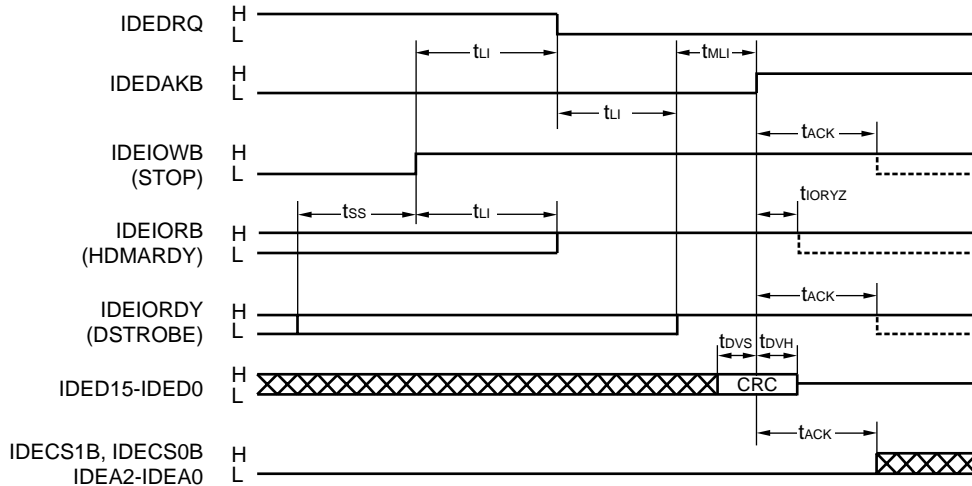 IDEDRQ H L
tLI tMLI
IDEDAKB H L
tLI
tACK
IDEIOWB (STOP) H L
tIORYZ
tSS tLI
IDEIORB (HDMARDY) H L
tACK
IDEIORDY (DSTROBE) H L
tDVS tDVH
IDED15-IDED0 H L CRC
tACK
IDECS1B, IDECS0B H
IDEA2-IDEA0 L